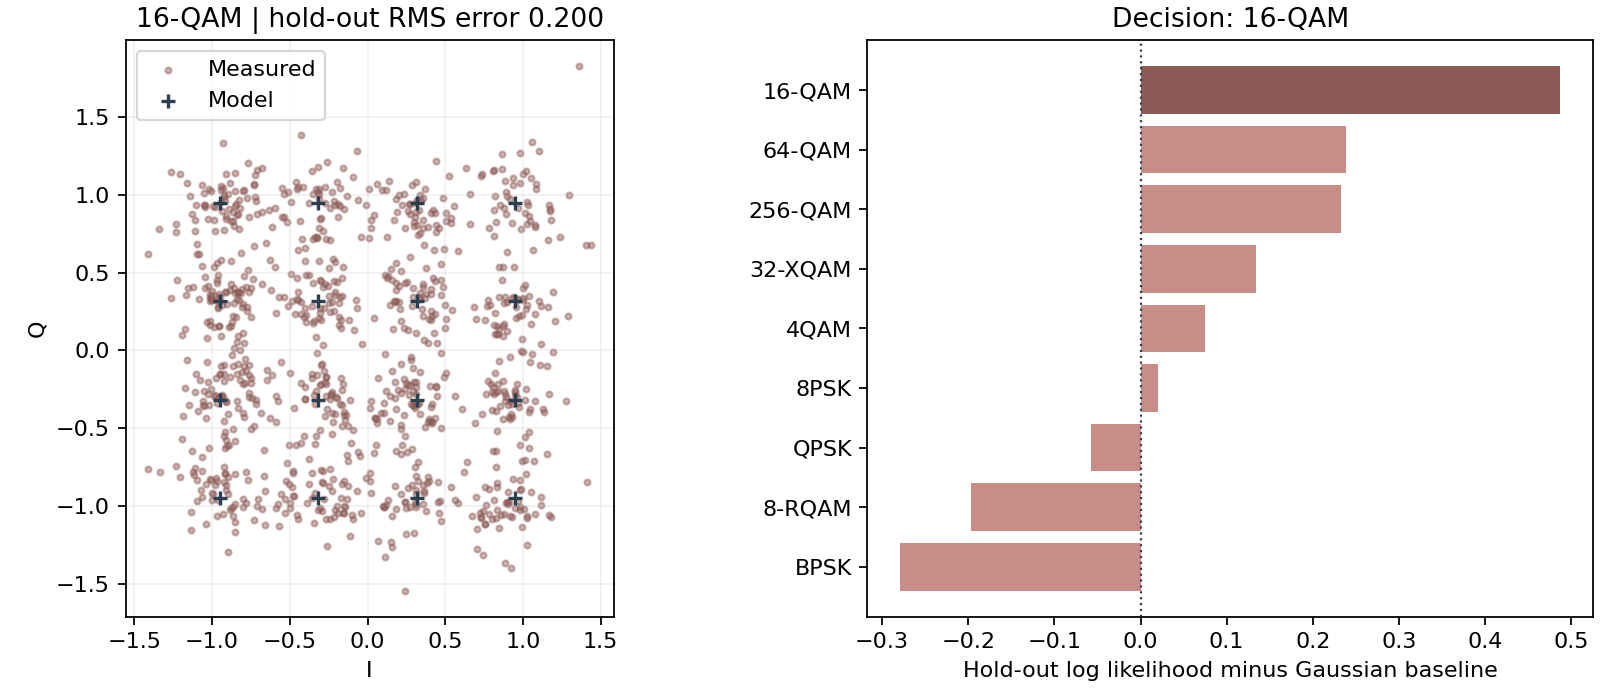 16-QAM | hold-out RMS error 0.200
Measured
Model
1.5
1.0
0.5
0.0
−0.5
−1.0
−1.5
Q
−1.5 −1.0 −0.5 0.0 0.5 1.0 1.5
I
Decision: 16-QAM
16-QAM
64-QAM
256-QAM
32-XQAM
4QAM
8PSK
QPSK
8-RQAM
BPSK
−0.3 −0.2 −0.1 0.0 0.1 0.2 0.3 0.4 0.5
Hold-out log likelihood minus Gaussian baseline